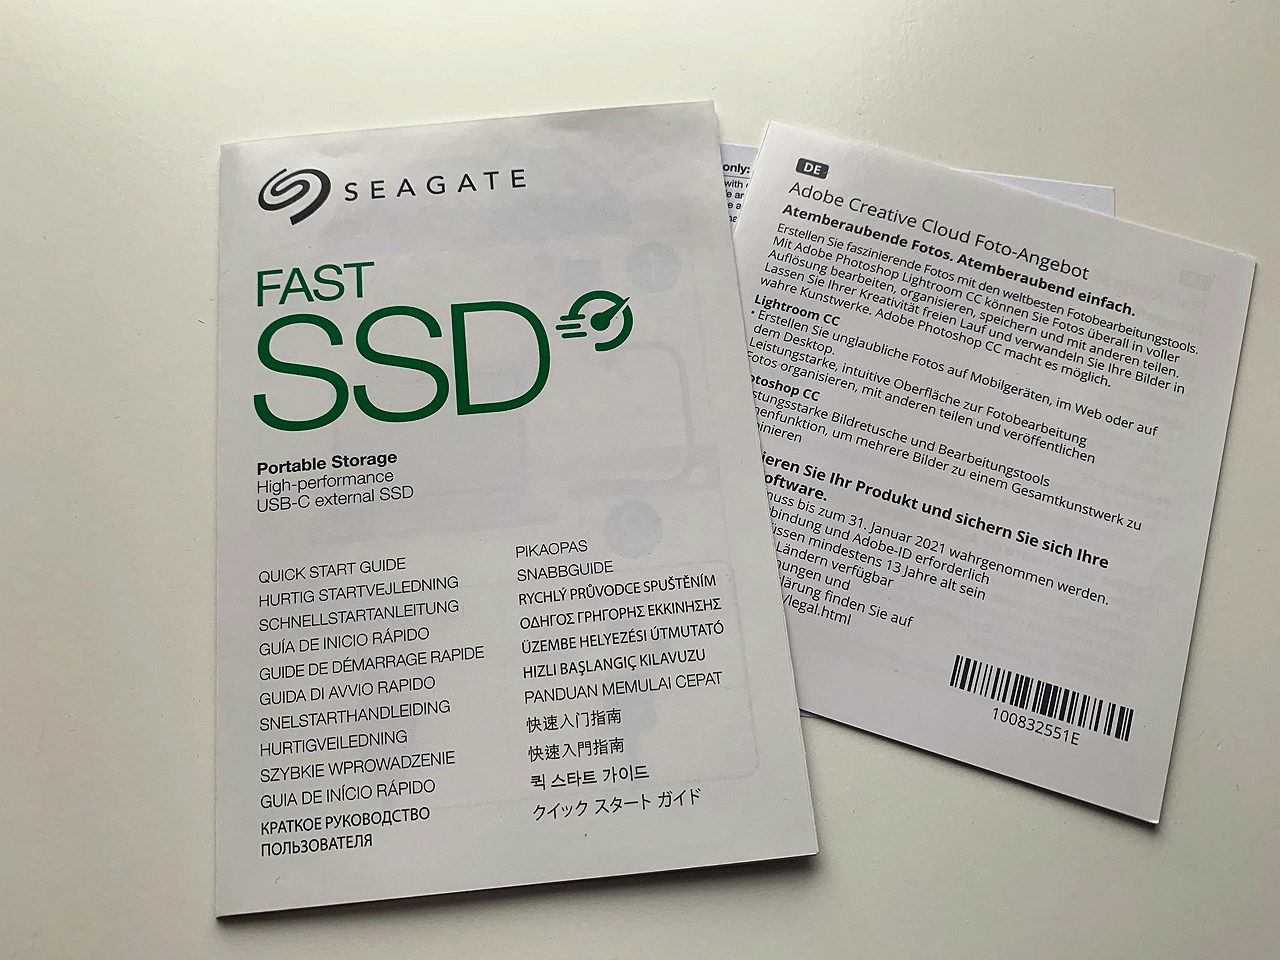 SEAGATE
FAST
SSD
Portable Storage
High-performance
USB-C external SSD
QUICK START GUIDE
HURTIG STARTVEJLEDNING
SCHNELLSTARTANLEITUNG
GUÍA DE INICIO RÁPIDO
GUIDE DE DÉMARRAGE RAPIDE
GUIDA DI AVVIO RAPIDO
SNELSTARTHANDLEIDING
HURTIGVEILEDNING
SZYBKIE WPROWADZENIE
GUIA DE INÍCIO RÁPIDO
КРАТКОЕ РУКОВОДСТВО
ПОЛЬЗОВАТЕЛЯ
PIKAOPAS
SNABBGUIDE
RYCHLÝ PRŮVODCE SPUŠTĚNÍM
ΟΔΗΓΟΣ ΓΡΗΓΟΡΗΣ ΕΚΚΙΝΗΣΗΣ
ÜZEMBE HELYEZÉSI ÚTMUTATÓ
HIZLI BAŞLANGIÇ KILAVUZU
PANDUAN MEMULAI CEPAT
快速入门指南
快速入門指南
퀵 스타트 가이드
クイック スタート ガイド
only:
with
DE
Adobe Creative Cloud Foto-Angebot
Atemberaubende Fotos. Atemberaubend einfach.
Erstellen Sie faszinierende Fotos mit den weltbesten Fotobearbeitungstools.
Mit Adobe Photoshop Lightroom CC können Sie Fotos überall in voller
Auflösung bearbeiten, organisieren, speichern und mit anderen teilen.
Lassen Sie Ihrer Kreativität freien Lauf und verwandeln Sie Ihre Bilder in
wahre Kunstwerke. Adobe Photoshop CC macht es möglich.
Lightroom CC
• Erstellen Sie unglaubliche Fotos auf Mobilgeräten, im Web oder auf
dem Desktop.
Leistungstarke, intuitive Oberfläche zur Fotobearbeitung
Fotos organisieren, mit anderen teilen und veröffentlichen
otoshop CC
stungsstarke Bildretusche und Bearbeitungstools
nenfunktion, um mehrere Bilder zu einem Gesamtkunstwerk zu
binieren
ieren Sie Ihr Produkt und sichern Sie sich Ihre
oftware.
nuss bis zum 31. Januar 2021 wahrgenommen werden.
bindung und Adobe-ID erforderlich
üssen mindestens 13 Jahre alt sein
Ländern verfügbar
nungen und
lärung finden Sie auf
/legal.html
100832551E